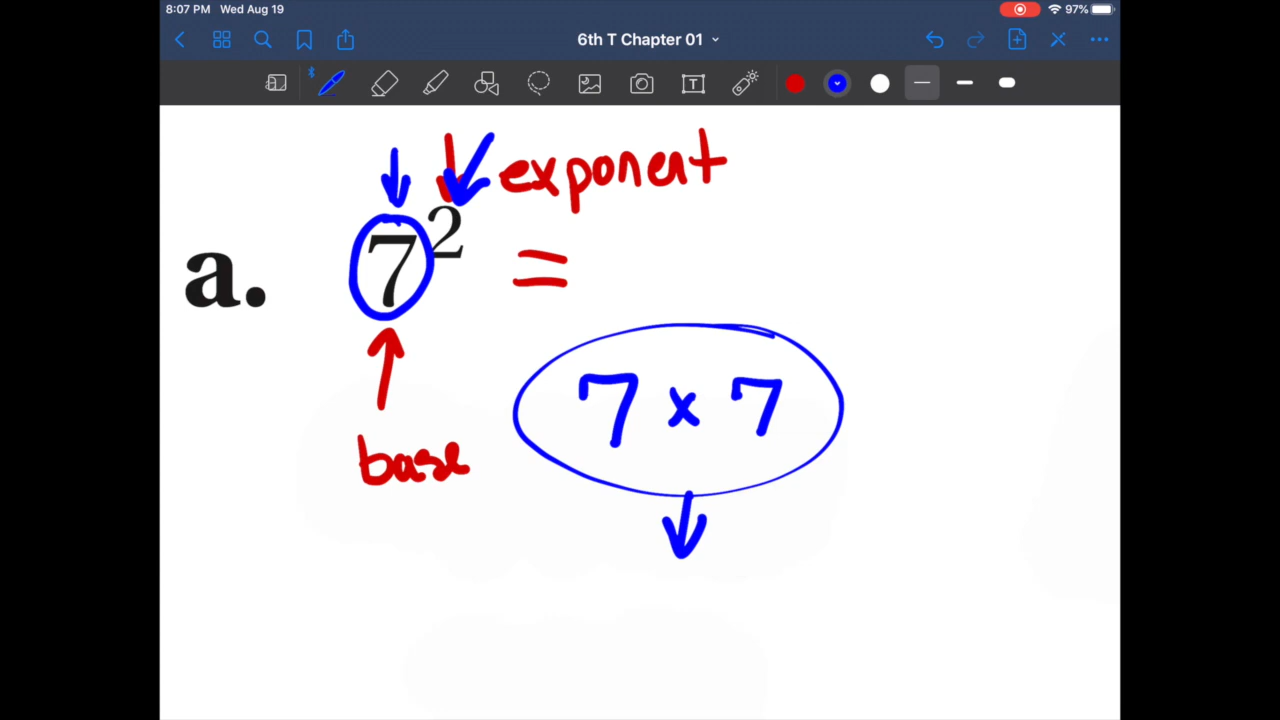 8:07 PM Wed Aug 19 97%
6th T Chapter 01
T
exponent
a. 7² =
7 x 7
base